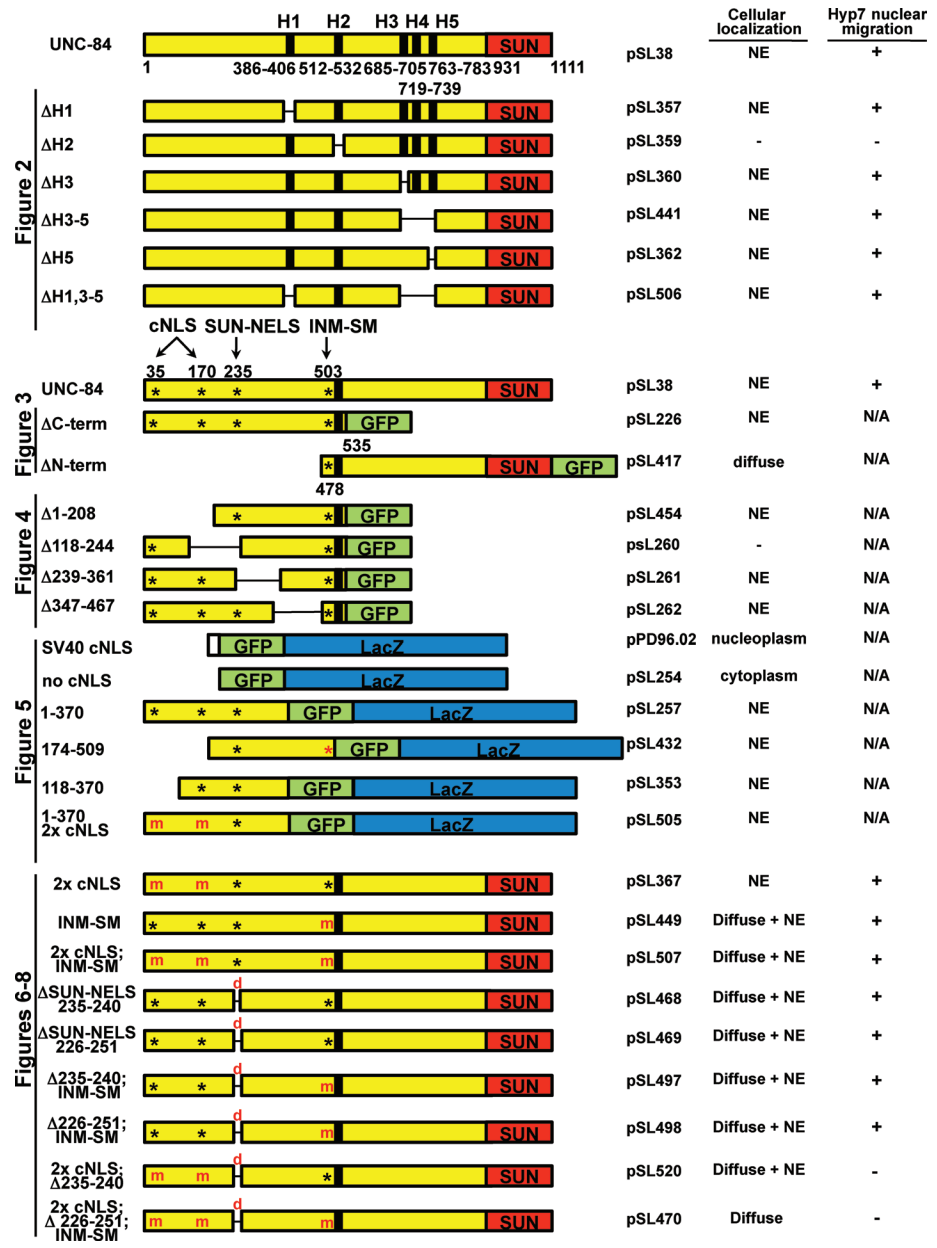 H1 H2 H3 H4 H5
Cellular localization
Hyp7 nuclear migration
UNC-84 SUN pSL38 NE +
1 386-406 512-532 685-705 763-783 931 1111
719-739
Figure 2
ΔH1 SUN pSL357 NE +
ΔH2 SUN pSL359 - -
ΔH3 SUN pSL360 NE +
ΔH3-5 SUN pSL441 NE +
ΔH5 SUN pSL362 NE +
ΔH1,3-5 SUN pSL506 NE +
cNLS SUN-NELS INM-SM
35 170 235 503
Figure 3
UNC-84 * * * * SUN pSL38 NE +
ΔC-term * * * * GFP pSL226 NE N/A
535
ΔN-term * SUN GFP pSL417 diffuse N/A
478
Figure 4
Δ1-208 * * GFP pSL454 NE N/A
Δ118-244 * * GFP psL260 - N/A
Δ239-361 * * * GFP pSL261 NE N/A
Δ347-467 * * * * GFP pSL262 NE N/A
Figure 5
SV40 cNLS GFP LacZ pPD96.02 nucleoplasm N/A
no cNLS GFP LacZ pSL254 cytoplasm N/A
1-370 * * * GFP LacZ pSL257 NE N/A
174-509 * * GFP LacZ pSL432 NE N/A
118-370 * * GFP LacZ pSL353 NE N/A
1-370
2x cNLS m m * GFP LacZ pSL505 NE N/A
Figures 6-8
2x cNLS m m * * SUN pSL367 NE +
INM-SM * * * m SUN pSL449 Diffuse + NE +
2x cNLS;
INM-SM m m * m SUN pSL507 Diffuse + NE +
ΔSUN-NELS d
235-240 * * * SUN pSL468 Diffuse + NE +
ΔSUN-NELS d
226-251 * * * SUN pSL469 Diffuse + NE +
Δ235-240; d
INM-SM * * m SUN pSL497 Diffuse + NE +
Δ226-251; d
INM-SM * * m SUN pSL498 Diffuse + NE +
2x cNLS; d
Δ235-240 m m * SUN pSL520 Diffuse + NE -
2x cNLS; d
Δ 226-251; m m m SUN pSL470 Diffuse -
INM-SM